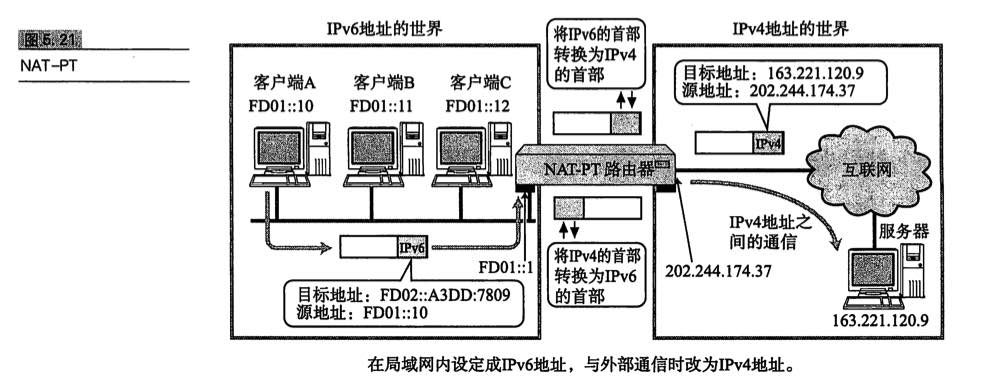 图5.21
NAT-PT
IPv6地址的世界
客户端A
FD01::10
客户端B
FD01::11
客户端C
FD01::12
IPv6
FD01::1
目标地址：FD02::A3DD:7809
源地址：FD01::10
将IPv6的首部
转换为IPv4
的首部
NAT-PT 路由器
将IPv4的首部
转换为IPv6
的首部
IPv4地址的世界
目标地址：163.221.120.9
源地址：202.244.174.37
IPv4
互联网
IPv4地址之
间的通信
服务器
202.244.174.37
163.221.120.9
在局域网内设定成IPv6地址，与外部通信时改为IPv4地址。